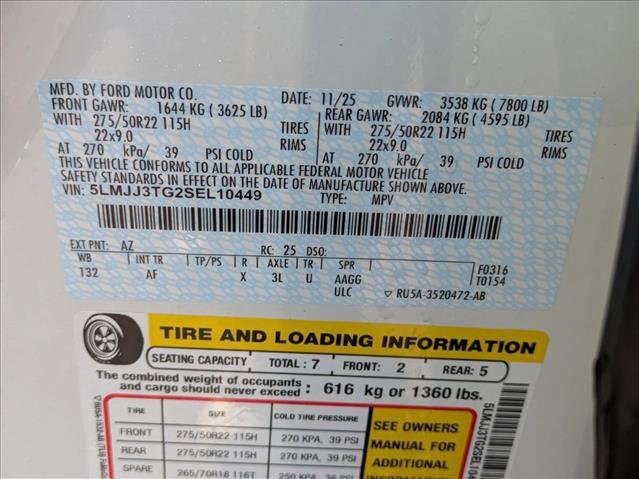 MFD. BY FORD MOTOR CO.
DATE: 11/25 GVWR: 3538 KG ( 7800 LB)
FRONT GAWR: 1644 KG ( 3625 LB) REAR GAWR: 2084 KG ( 4595 LB)
WITH 275/50R22 115H TIRES WITH 275/50R22 115H TIRES
22x9.0 RIMS 22x9.0 RIMS
AT 270 kPa/ 39 PSI COLD AT 270 kPa/ 39 PSI COLD
THIS VEHICLE CONFORMS TO ALL APPLICABLE FEDERAL MOTOR VEHICLE
SAFETY STANDARDS IN EFFECT ON THE DATE OF MANUFACTURE SHOWN ABOVE.
VIN: 5LMJJ3TG2SEL10449 TYPE: MPV
EXT PNT: AZ RC: 25 DSO:
WB INT TR TP/PS R AXLE TR SPR F0316
132 AF X 3L U AAGG T0154
ULC RU5A-3520472-AB
TIRE AND LOADING INFORMATION
SEATING CAPACITY TOTAL: 7 FRONT: 2 REAR: 5
The combined weight of occupants
and cargo should never exceed : 616 kg or 1360 lbs.
TIRE SIZE COLD TIRE PRESSURE
FRONT 275/50R22 115H 270 KPA, 39 PSI
REAR 275/50R22 115H 270 KPA, 39 PSI
SPARE 265/70R18 116T 250 KPA, 36 PSI
SEE OWNERS
MANUAL FOR
ADDITIONAL
INFORMATION
5LMJJ3TG2SEL104